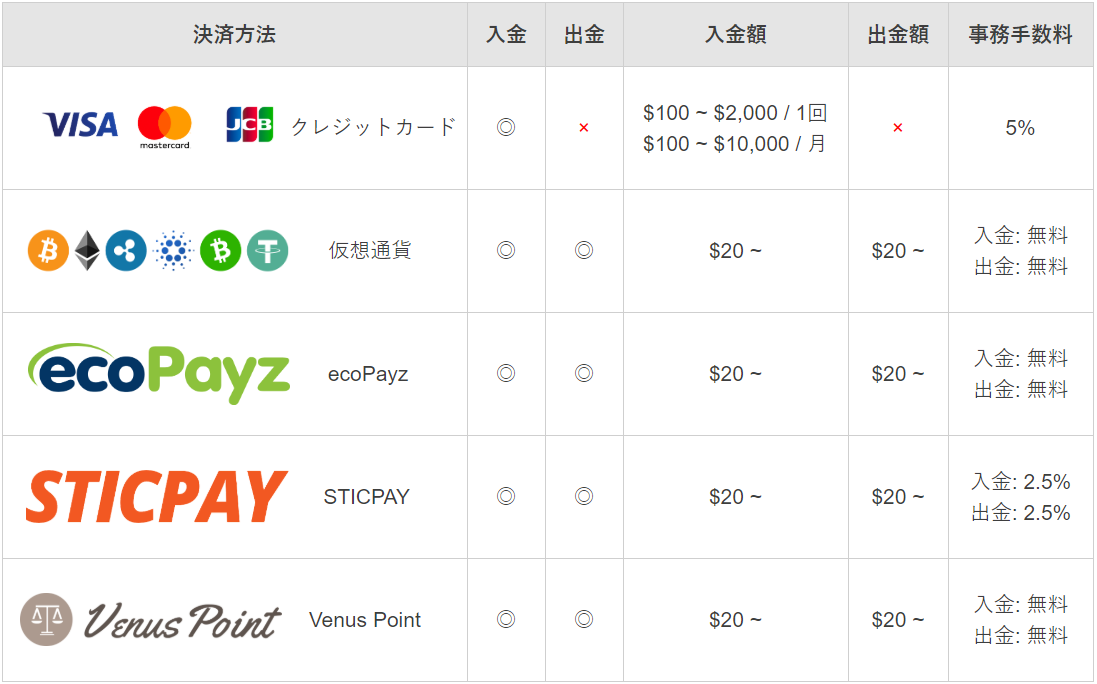 決済方法 入金 出金 入金額 出金額 事務手数料
VISA mastercard JCB クレジットカード ◎ × $100 ~ $2,000 / 1回 × 5%
$100 ~ $10,000 / 月
仮想通貨 ◎ ◎ $20 ~ $20 ~ 入金: 無料
出金: 無料
ecoPayz ecoPayz ◎ ◎ $20 ~ $20 ~ 入金: 無料
出金: 無料
STICPAY STICPAY ◎ ◎ $20 ~ $20 ~ 入金: 2.5%
出金: 2.5%
Venus Point Venus Point ◎ ◎ $20 ~ $20 ~ 入金: 無料
出金: 無料